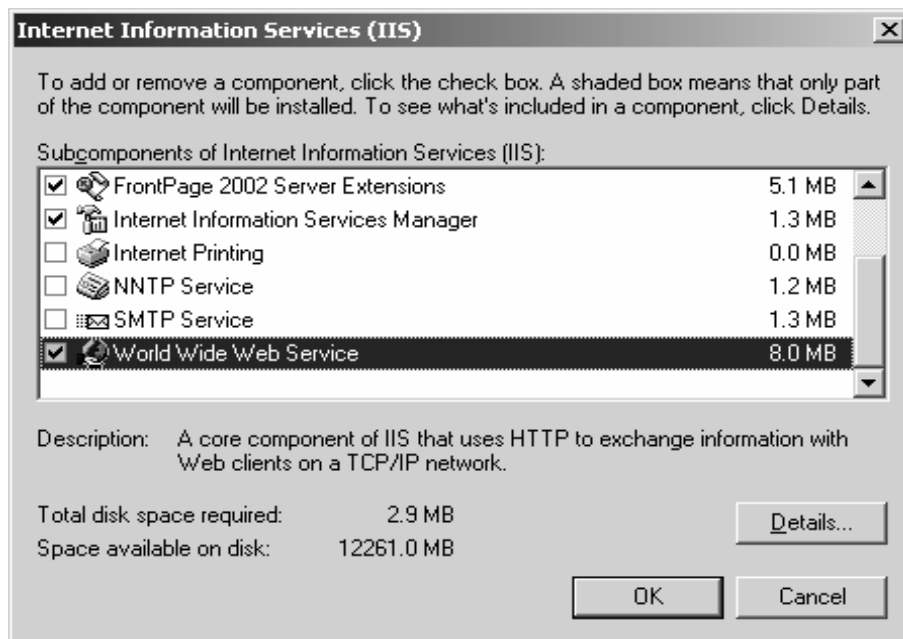 Internet Information Services (IIS)
To add or remove a component, click the check box. A shaded box means that only part
of the component will be installed. To see what's included in a component, click Details.
Subcomponents of Internet Information Services (IIS):
FrontPage 2002 Server Extensions 5.1 MB
Internet Information Services Manager 1.3 MB
Internet Printing 0.0 MB
NNTP Service 1.2 MB
SMTP Service 1.3 MB
World Wide Web Service 8.0 MB
Description: A core component of IIS that uses HTTP to exchange information with
Web clients on a TCP/IP network.
Total disk space required: 2.9 MB
Details...
Space available on disk: 12261.0 MB
OK Cancel